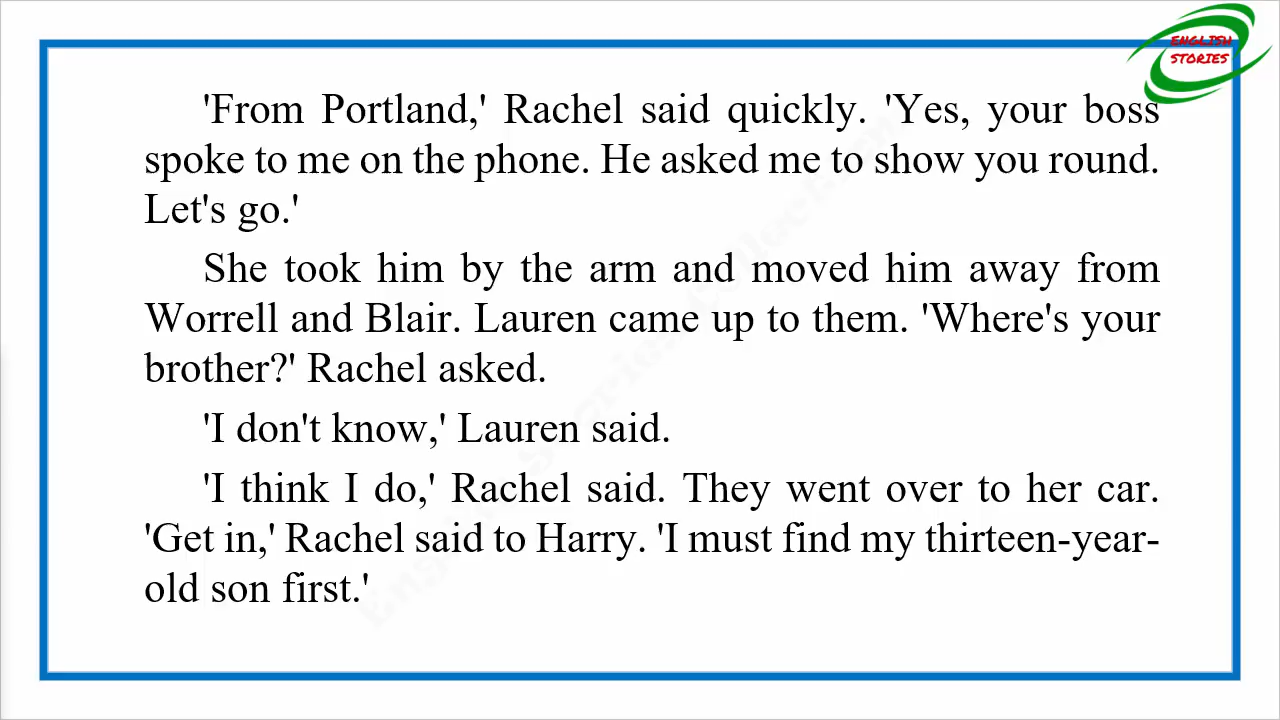 ENGLISH
STORIES
'From Portland,' Rachel said quickly. 'Yes, your boss
spoke to me on the phone. He asked me to show you round.
Let's go.'
She took him by the arm and moved him away from
Worrell and Blair. Lauren came up to them. 'Where's your
brother?' Rachel asked.
'I don't know,' Lauren said.
'I think I do,' Rachel said. They went over to her car.
'Get in,' Rachel said to Harry. 'I must find my thirteen-year-
old son first.'